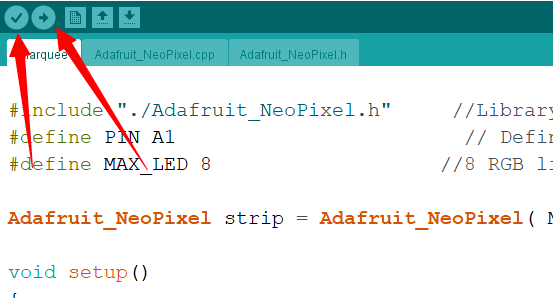 Marquee Adafruit_NeoPixel.cpp Adafruit_NeoPixel.h
#include "./Adafruit_NeoPixel.h" //Library
#define PIN A1 // Defin
#define MAX_LED 8 //8 RGB li
Adafruit_NeoPixel strip = Adafruit_NeoPixel( M
void setup()
{